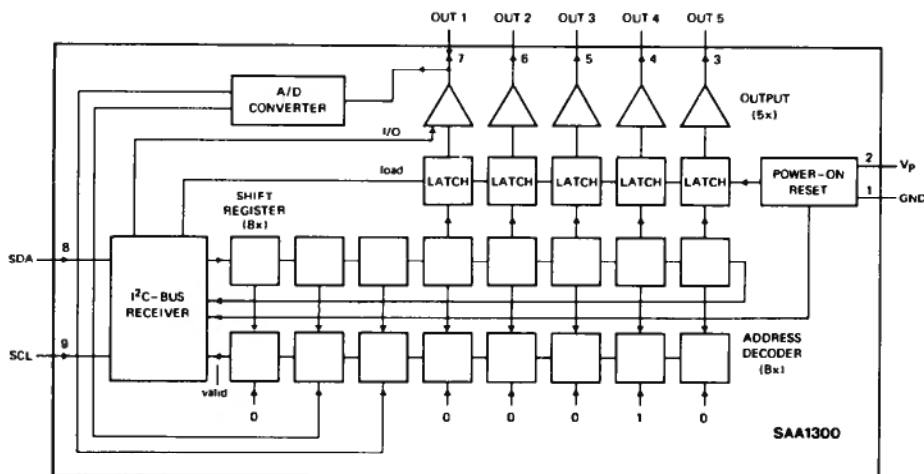 OUT 1 OUT 2 OUT 3 OUT 4 OUT 5
7 6 5 4 3
A/D
CONVERTER
OUTPUT
(5x)
I/O
load
LATCH LATCH LATCH LATCH LATCH
POWER-ON
RESET
2 VP
1 GND
SHIFT
REGISTER
(8x)
SDA 8
I²C-BUS
RECEIVER
SCL 9
valid
ADDRESS
DECODER
(8x)
0 0 0 0 1 0
SAA1300